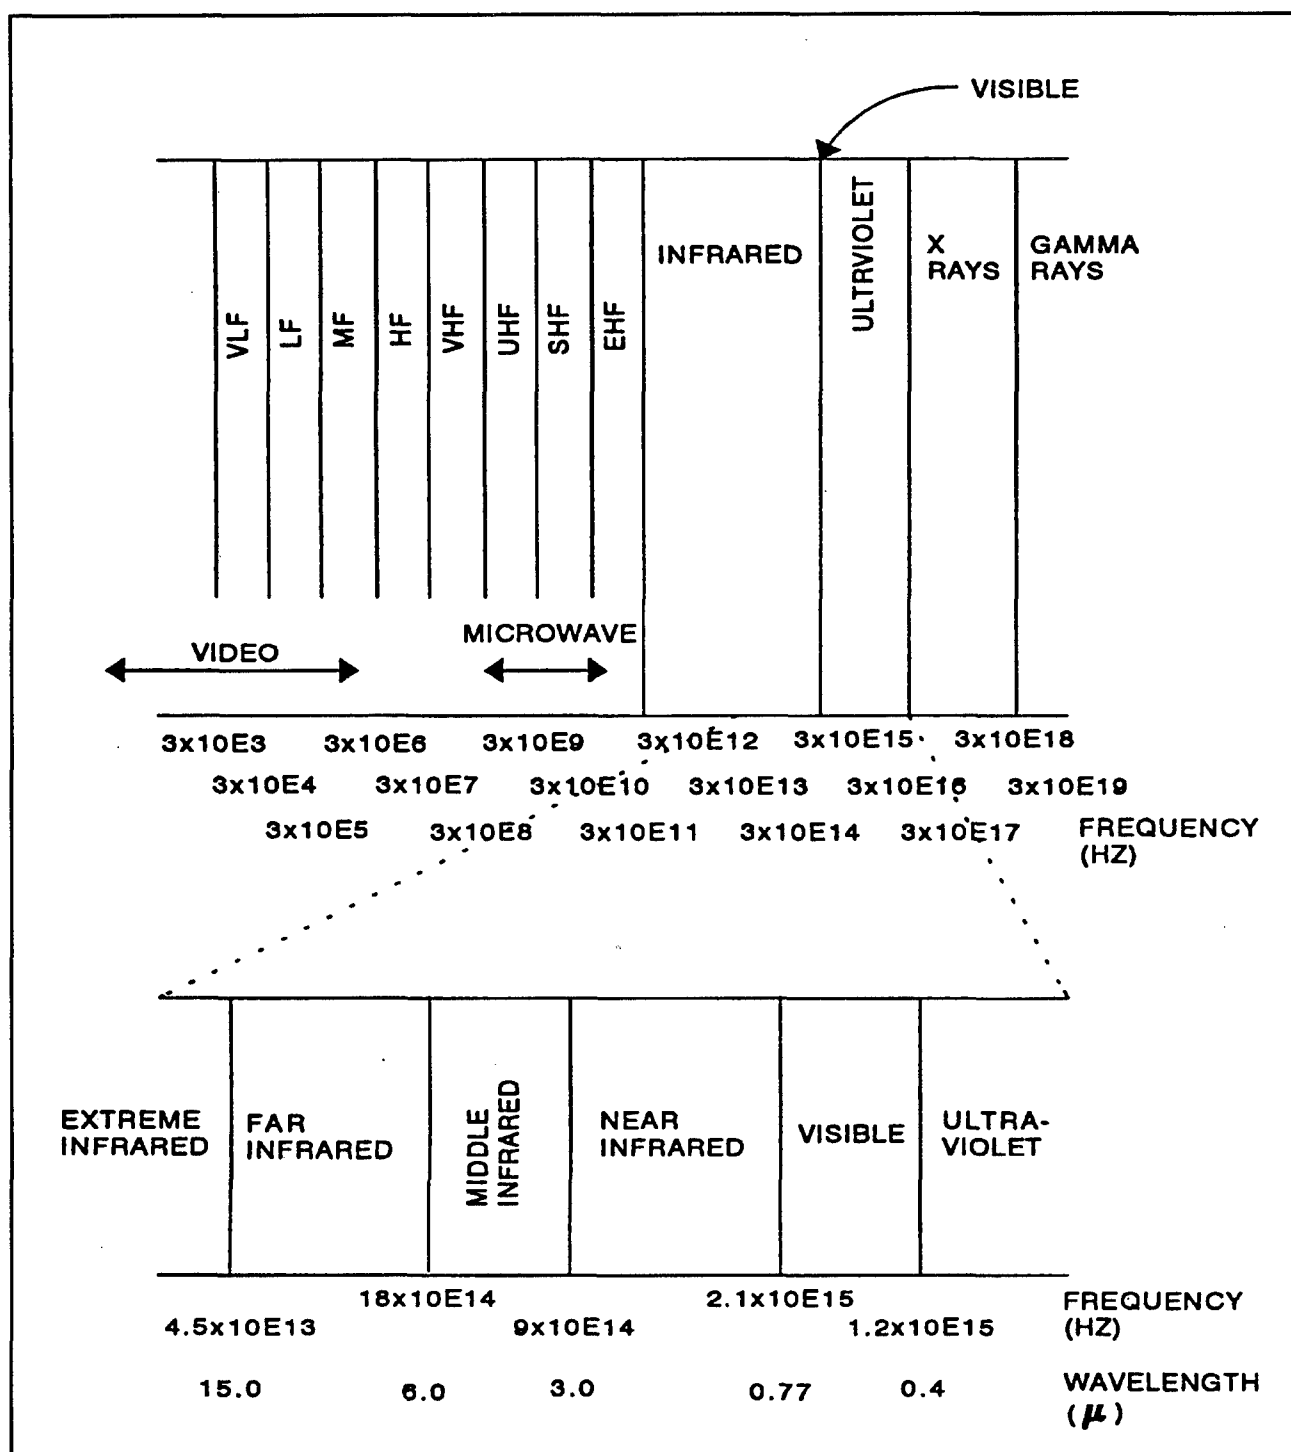 VISIBLE
VLF
LF
MF
HF
VHF
UHF
SHF
EHF
INFRARED
ULTRVIOLET
X
RAYS
GAMMA
RAYS
VIDEO
MICROWAVE
3x10E3 3x10E6 3x10E9 3x10E12 3x10E15 3x10E18
3x10E4 3x10E7 3x10E10 3x10E13 3x10E16 3x10E19
3x10E5 3x10E8 3x10E11 3x10E14 3x10E17 FREQUENCY
(HZ)
EXTREME
INFRARED
FAR
INFRARED
MIDDLE
INFRARED
NEAR
INFRARED
VISIBLE
ULTRA-
VIOLET
18x10E14 2.1x10E15 FREQUENCY
4.5x10E13 9x10E14 1.2x10E15 (HZ)
15.0 6.0 3.0 0.77 0.4 WAVELENGTH
(μ)